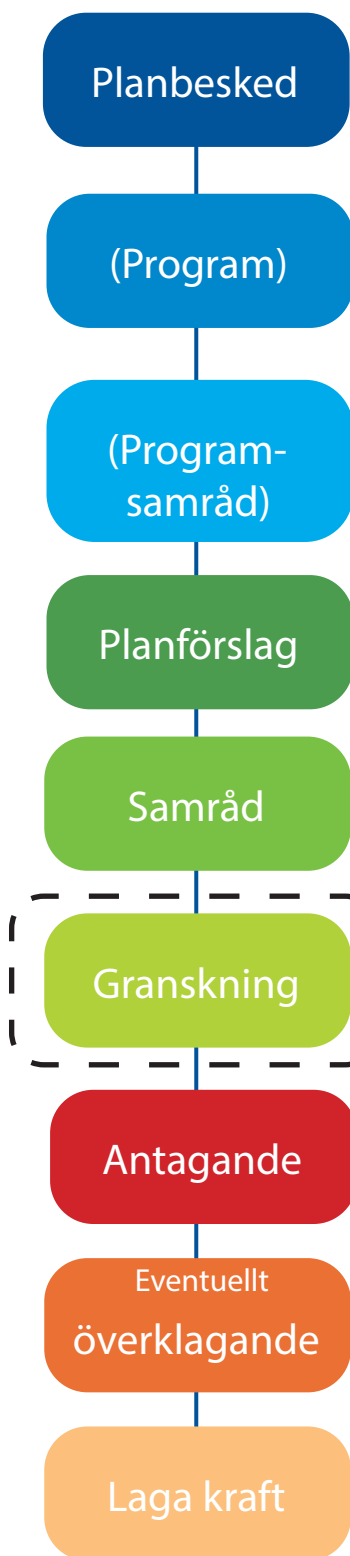 Planbesked
(Program)
(Program-
samråd)
Planförslag
Samråd
Granskning
Antagande
Eventuellt
överklagande
Laga kraft